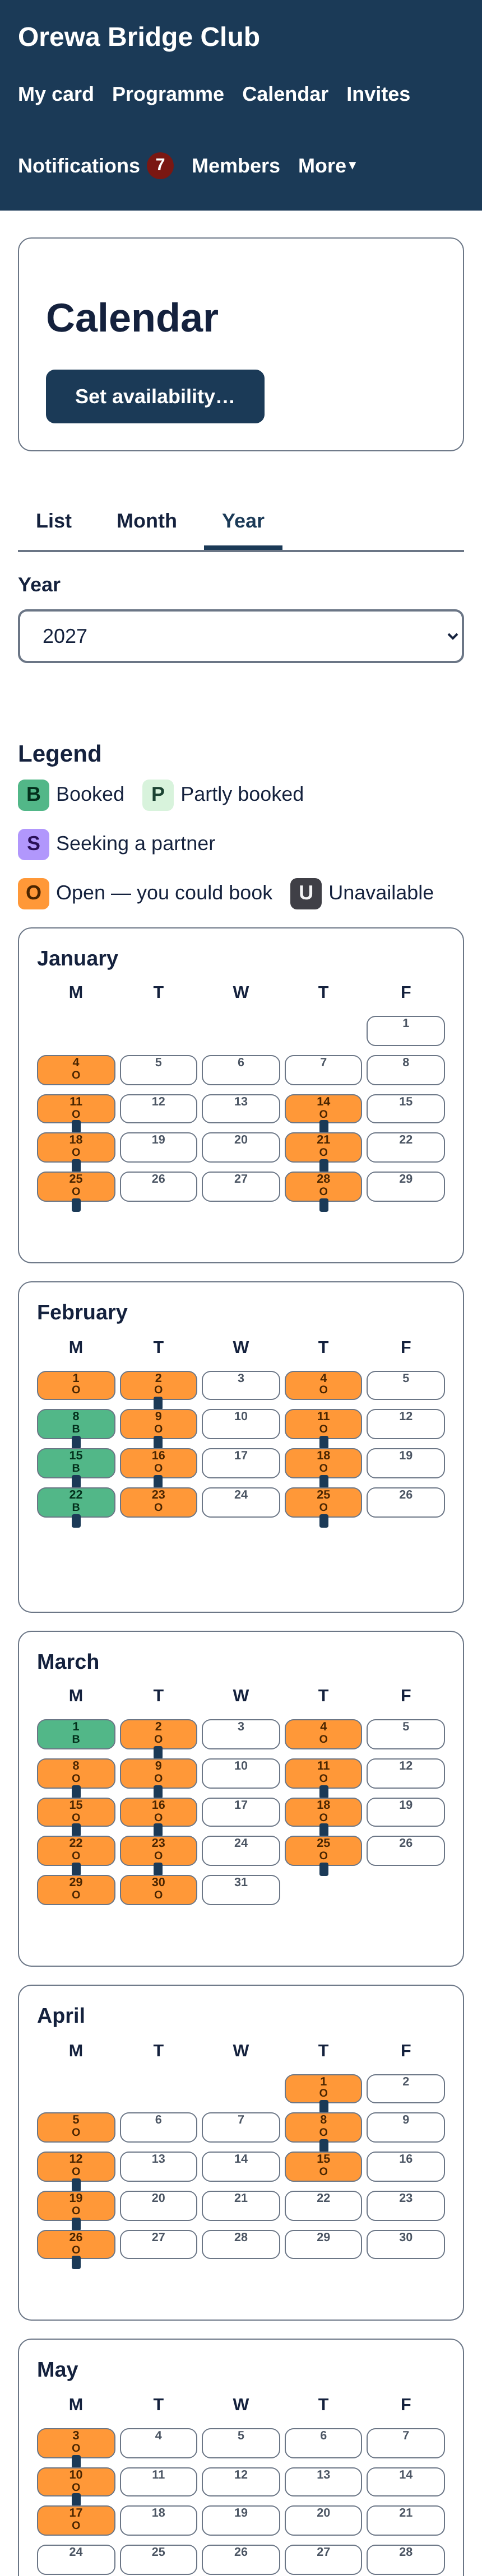 Orewa Bridge Club
My card Programme Calendar Invites
Notifications 7 Members More▾
Calendar
Set availability…
List Month Year
Year
2027
Legend
B Booked P Partly booked
S Seeking a partner
O Open — you could book U Unavailable
January
M T W T F
1
4 5 6 7 8
O
11 12 13 14 15
O O
18 19 20 21 22
O O
25 26 27 28 29
O O
February
M T W T F
1 2 3 4 5
O O O
8 9 10 11 12
B O O
15 16 17 18 19
B O O
22 23 24 25 26
B O O
March
M T W T F
1 2 3 4 5
B O O
8 9 10 11 12
O O O
15 16 17 18 19
O O O
22 23 24 25 26
O O O
29 30 31
O O
April
M T W T F
1 2
O
5 6 7 8 9
O O
12 13 14 15 16
O O
19 20 21 22 23
O
26 27 28 29 30
O
May
M T W T F
3 4 5 6 7
O
10 11 12 13 14
O
17 18 19 20 21
O
24 25 26 27 28